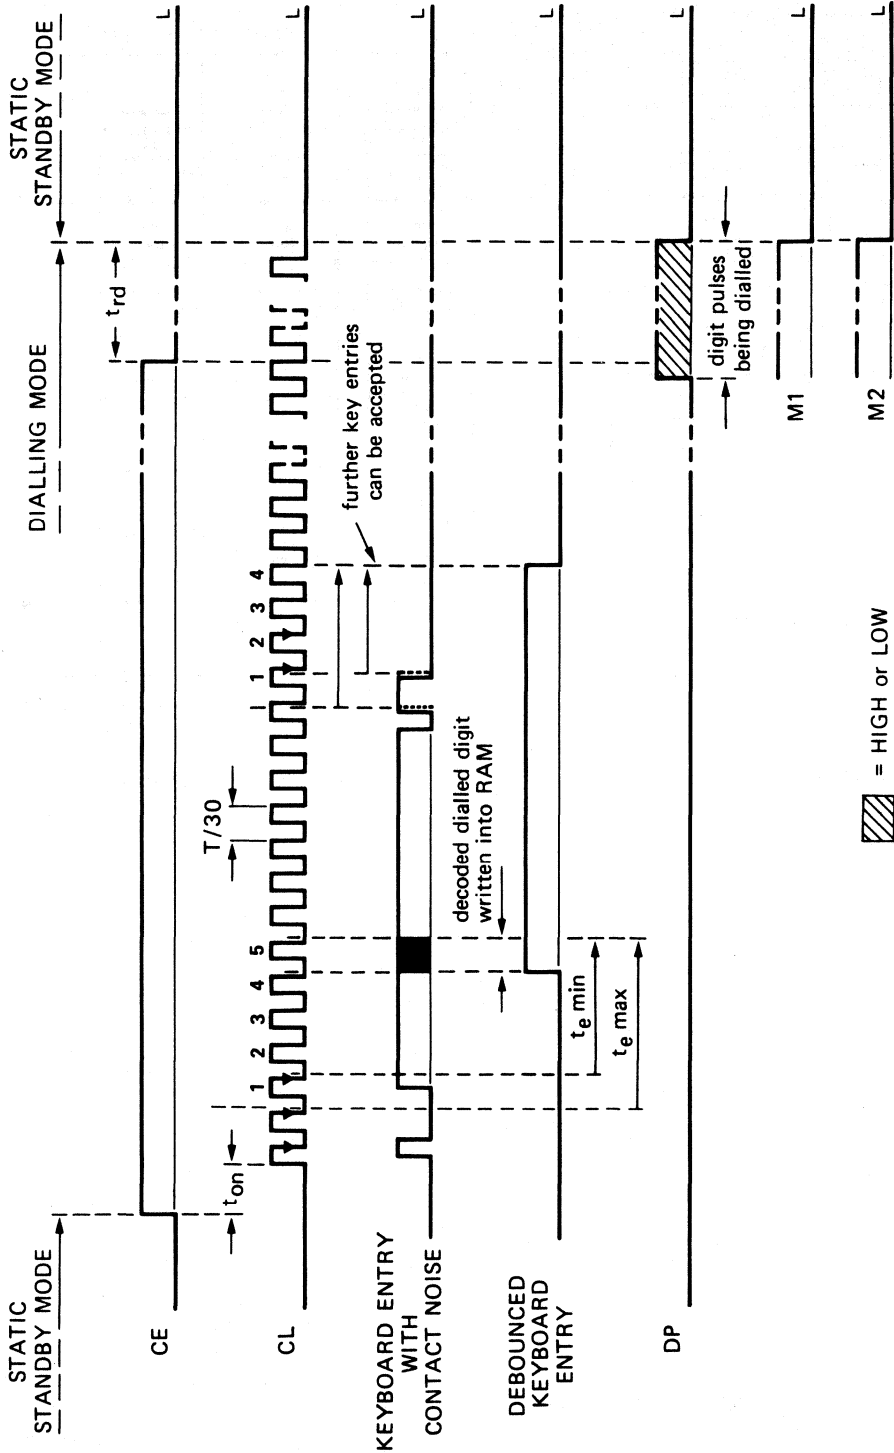 STATIC
STANDBY MODE
DIALLING MODE
STATIC
STANDBY MODE
CE
L
t_on
t_rd
T/30
CL
1
2
3
4
5
1
2
3
4
L
further key entries
can be accepted
KEYBOARD ENTRY
WITH
CONTACT NOISE
L
decoded dialled digit
written into RAM
DEBOUNCED
KEYBOARD
ENTRY
L
t_e min
t_e max
DP
L
digit pulses
being dialled
M1
L
M2
L
= HIGH or LOW